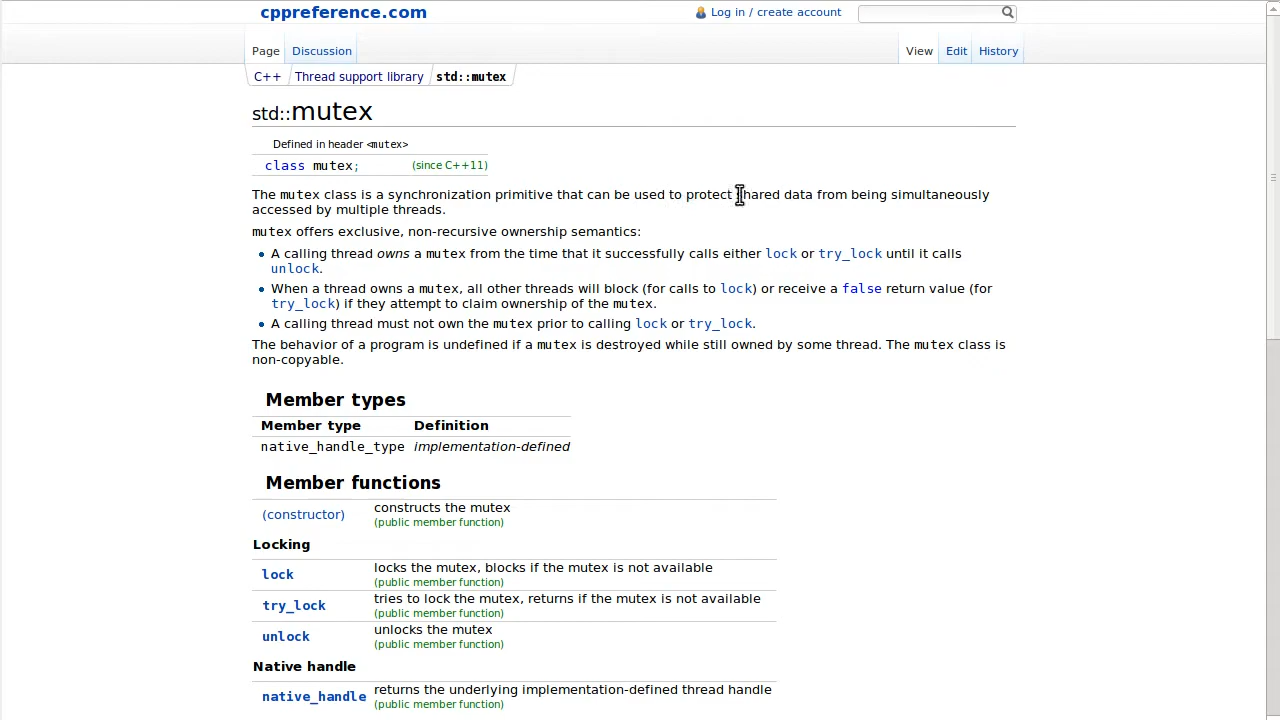 cppreference.com
Log in / create account
Page Discussion View Edit History
C++ Thread support library std::mutex
std::mutex
Defined in header <mutex>
class mutex; (since C++11)
The mutex class is a synchronization primitive that can be used to protect shared data from being simultaneously
accessed by multiple threads.
mutex offers exclusive, non-recursive ownership semantics:
A calling thread owns a mutex from the time that it successfully calls either lock or try_lock until it calls
unlock.
When a thread owns a mutex, all other threads will block (for calls to lock) or receive a false return value (for
try_lock) if they attempt to claim ownership of the mutex.
A calling thread must not own the mutex prior to calling lock or try_lock.
The behavior of a program is undefined if a mutex is destroyed while still owned by some thread. The mutex class is
non-copyable.
Member types
Member type Definition
native_handle_type implementation-defined
Member functions
(constructor) constructs the mutex
(public member function)
Locking
lock locks the mutex, blocks if the mutex is not available
(public member function)
try_lock tries to lock the mutex, returns if the mutex is not available
(public member function)
unlock unlocks the mutex
(public member function)
Native handle
native_handle returns the underlying implementation-defined thread handle
(public member function)